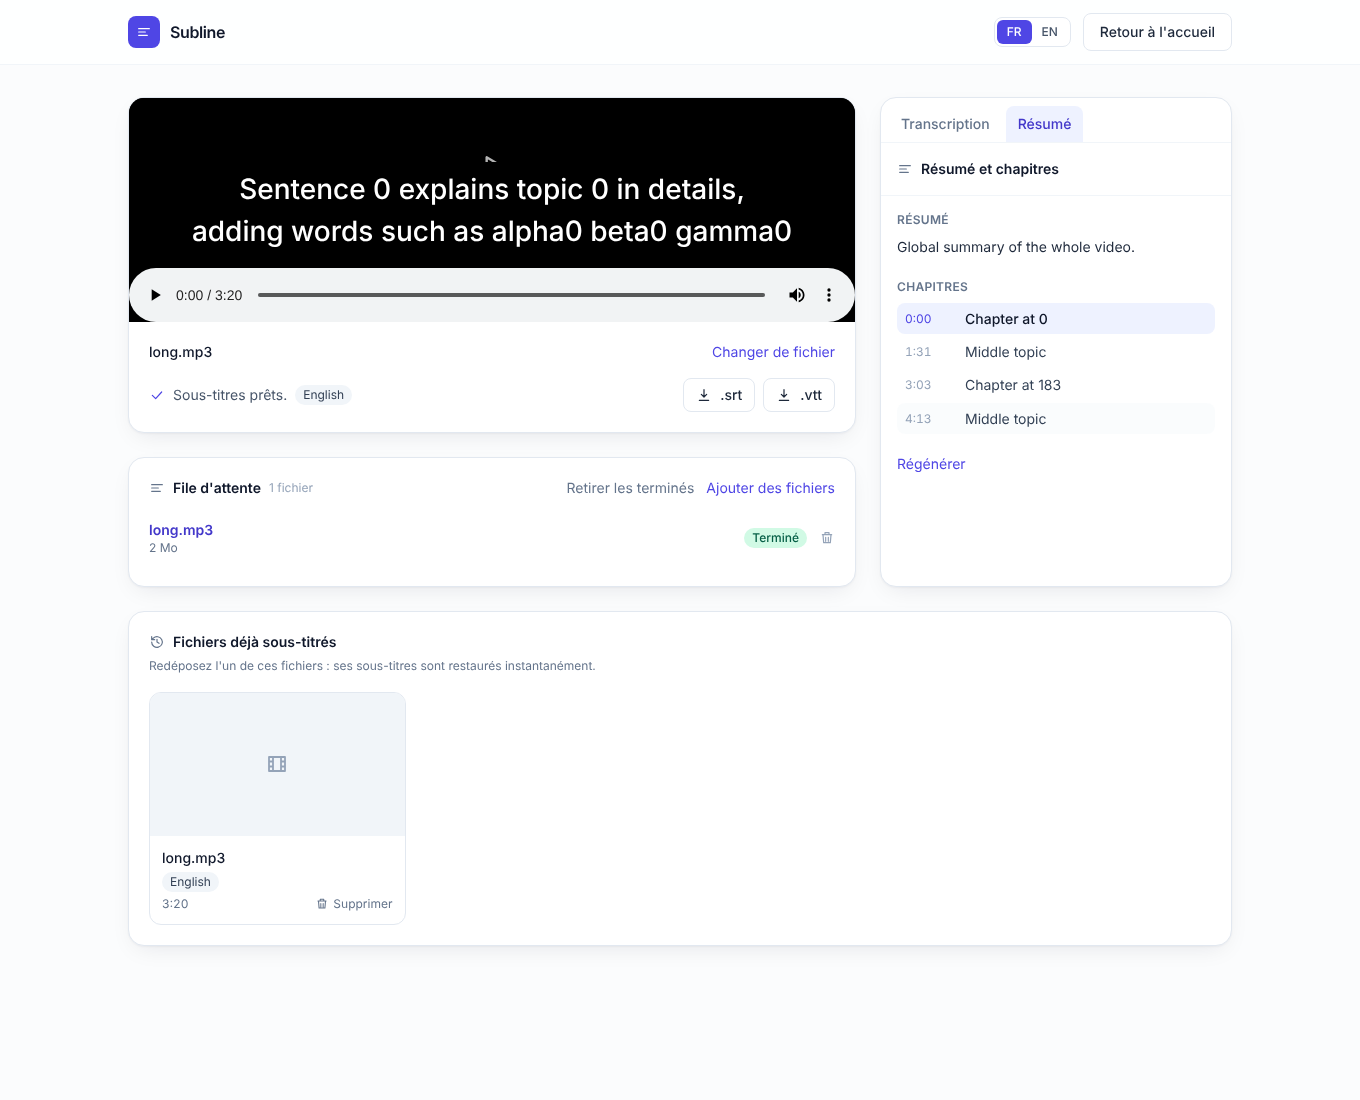 Subline
FR EN
Retour à l'accueil
Sentence 0 explains topic 0 in details,
adding words such as alpha0 beta0 gamma0
0:00 / 3:20
long.mp3
Changer de fichier
Sous-titres prêts. English
.srt
.vtt
Transcription
Résumé
Résumé et chapitres
RÉSUMÉ
Global summary of the whole video.
CHAPITRES
0:00 Chapter at 0
1:31 Middle topic
3:03 Chapter at 183
4:13 Middle topic
Régénérer
File d'attente 1 fichier
Retirer les terminés
Ajouter des fichiers
long.mp3
2 Mo
Terminé
Fichiers déjà sous-titrés
Redéposez l'un de ces fichiers : ses sous-titres sont restaurés instantanément.
long.mp3
English
3:20
Supprimer